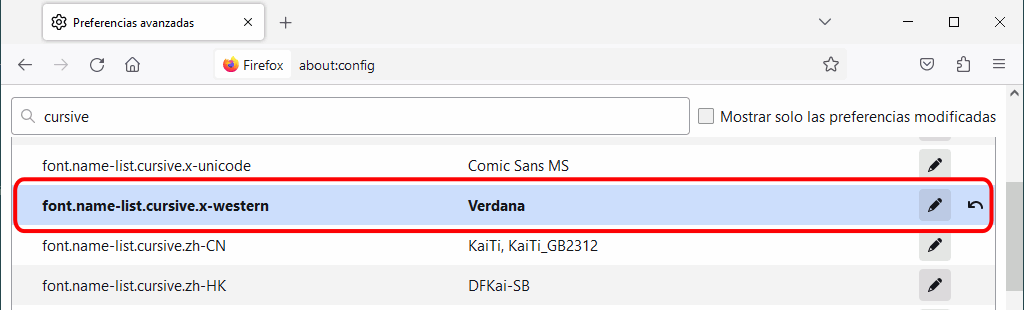 Preferencias avanzadas
Firefox about:config
cursive
Mostrar solo las preferencias modificadas
font.name-list.cursive.x-unicode Comic Sans MS
font.name-list.cursive.x-western Verdana
font.name-list.cursive.zh-CN KaiTi, KaiTi_GB2312
font.name-list.cursive.zh-HK DFKai-SB